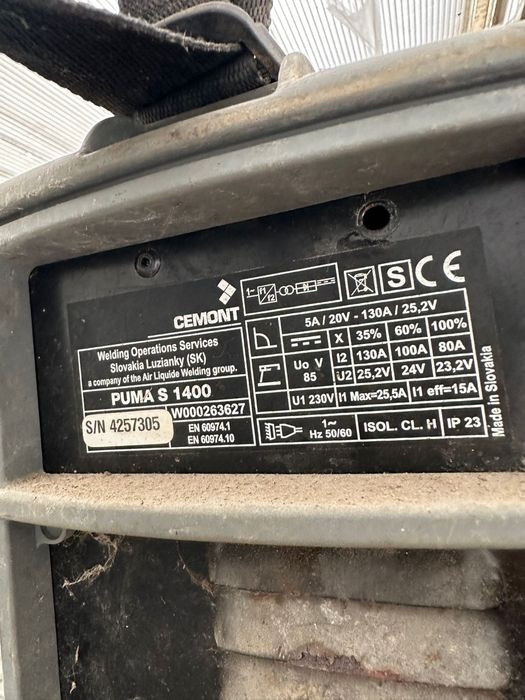 CEMONT
Welding Operations Services
Slovakia Luzianky (SK)
a company of the Air Liquide Welding group.
PUMA S 1400
W000263627
S/N 4257305
EN 60974.1
EN 60974.10
1~ f1 f2
S CE
5A / 20V - 130A / 25,2V
X 35% 60% 100%
Uo V 85
I2 130A 100A 80A
U2 25,2V 24V 23,2V
U1 230V I1 Max=25,5A I1 eff=15A
1~ Hz 50/60 ISOL. CL. H IP 23
Made in Slovakia